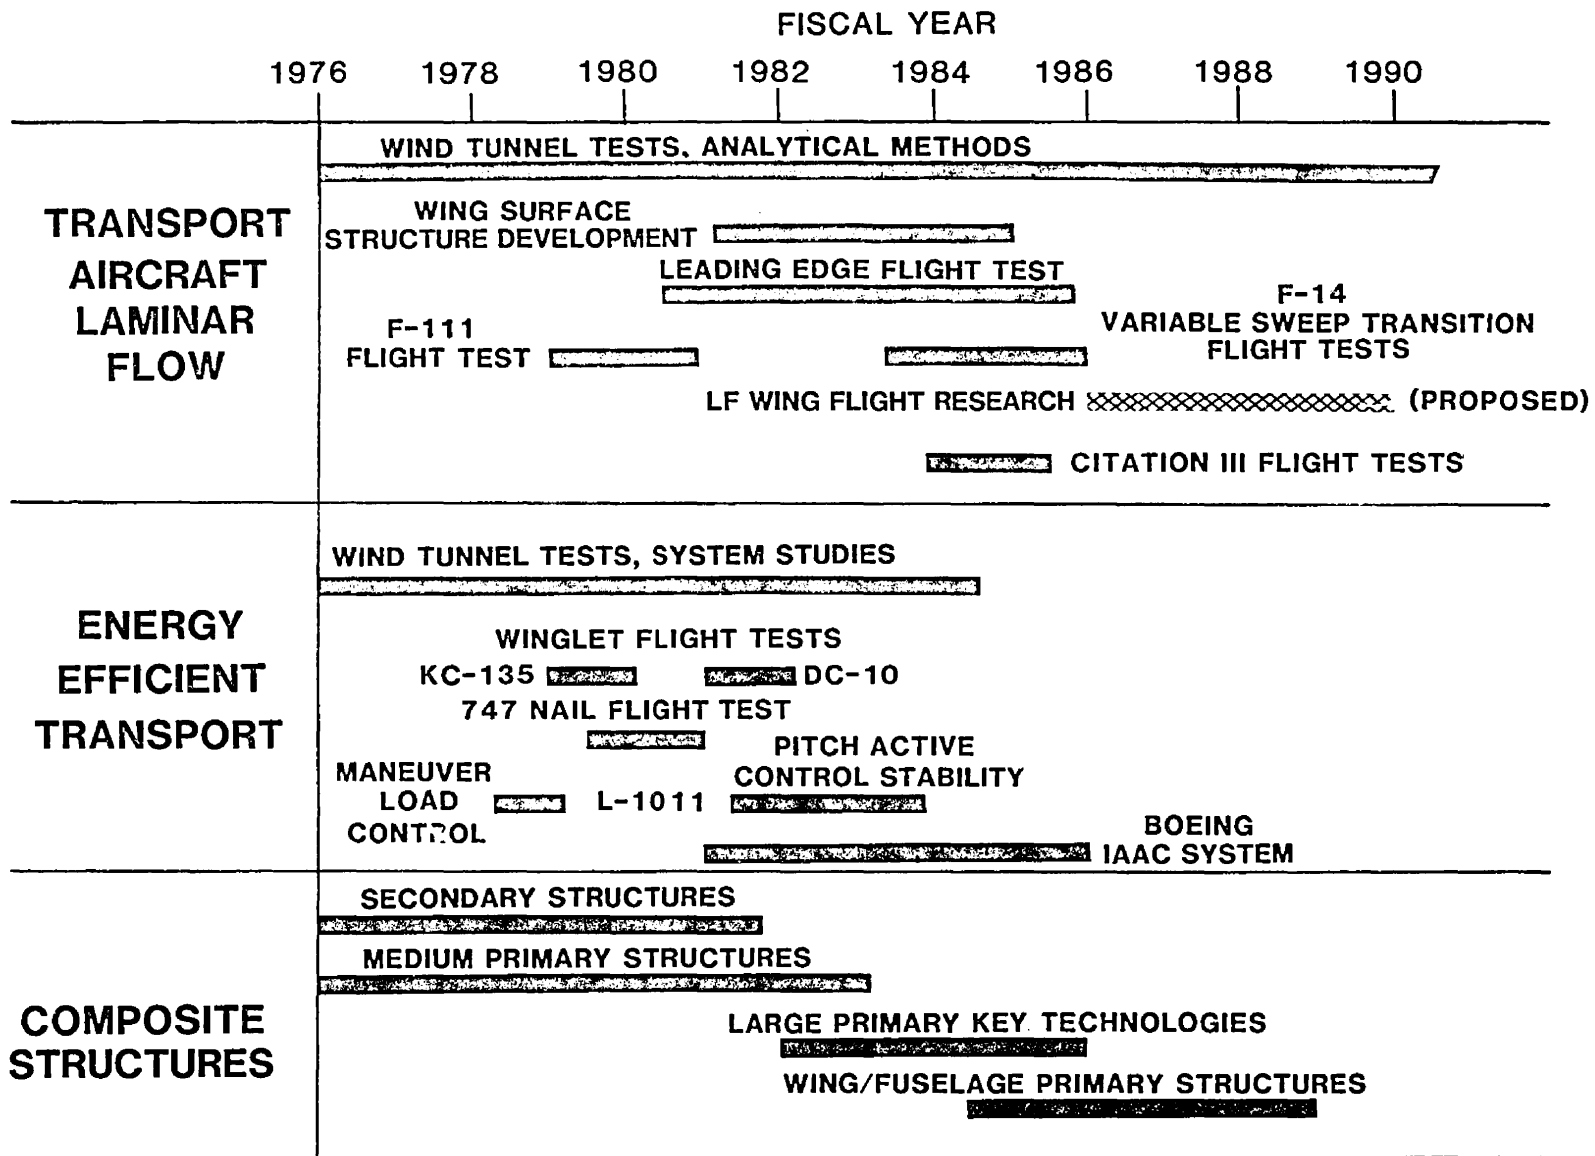 FISCAL YEAR
1976 1978 1980 1982 1984 1986 1988 1990
TRANSPORT
AIRCRAFT
LAMINAR
FLOW
WIND TUNNEL TESTS, ANALYTICAL METHODS
WING SURFACE
STRUCTURE DEVELOPMENT
LEADING EDGE FLIGHT TEST
F-111
FLIGHT TEST
F-14
VARIABLE SWEEP TRANSITION
FLIGHT TESTS
LF WING FLIGHT RESEARCH (PROPOSED)
CITATION III FLIGHT TESTS
ENERGY
EFFICIENT
TRANSPORT
WIND TUNNEL TESTS, SYSTEM STUDIES
WINGLET FLIGHT TESTS
KC-135 DC-10
747 NAIL FLIGHT TEST
MANEUVER
LOAD
CONTROL
L-1011
PITCH ACTIVE
CONTROL STABILITY
BOEING
IAAC SYSTEM
COMPOSITE
STRUCTURES
SECONDARY STRUCTURES
MEDIUM PRIMARY STRUCTURES
LARGE PRIMARY KEY TECHNOLOGIES
WING/FUSELAGE PRIMARY STRUCTURES